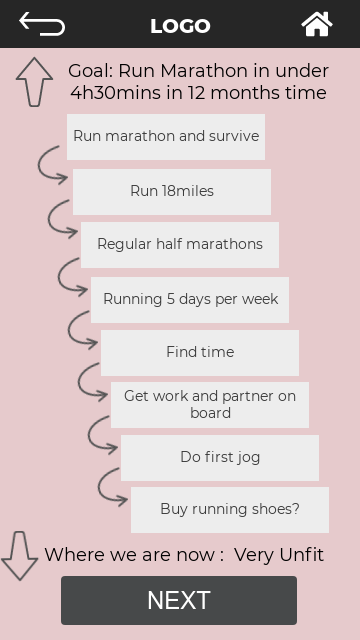 LOGO
Goal: Run Marathon in under
4h30mins in 12 months time
Run marathon and survive
Run 18miles
Regular half marathons
Running 5 days per week
Find time
Get work and partner on
board
Do first jog
Buy running shoes?
Where we are now :  Very Unfit
NEXT